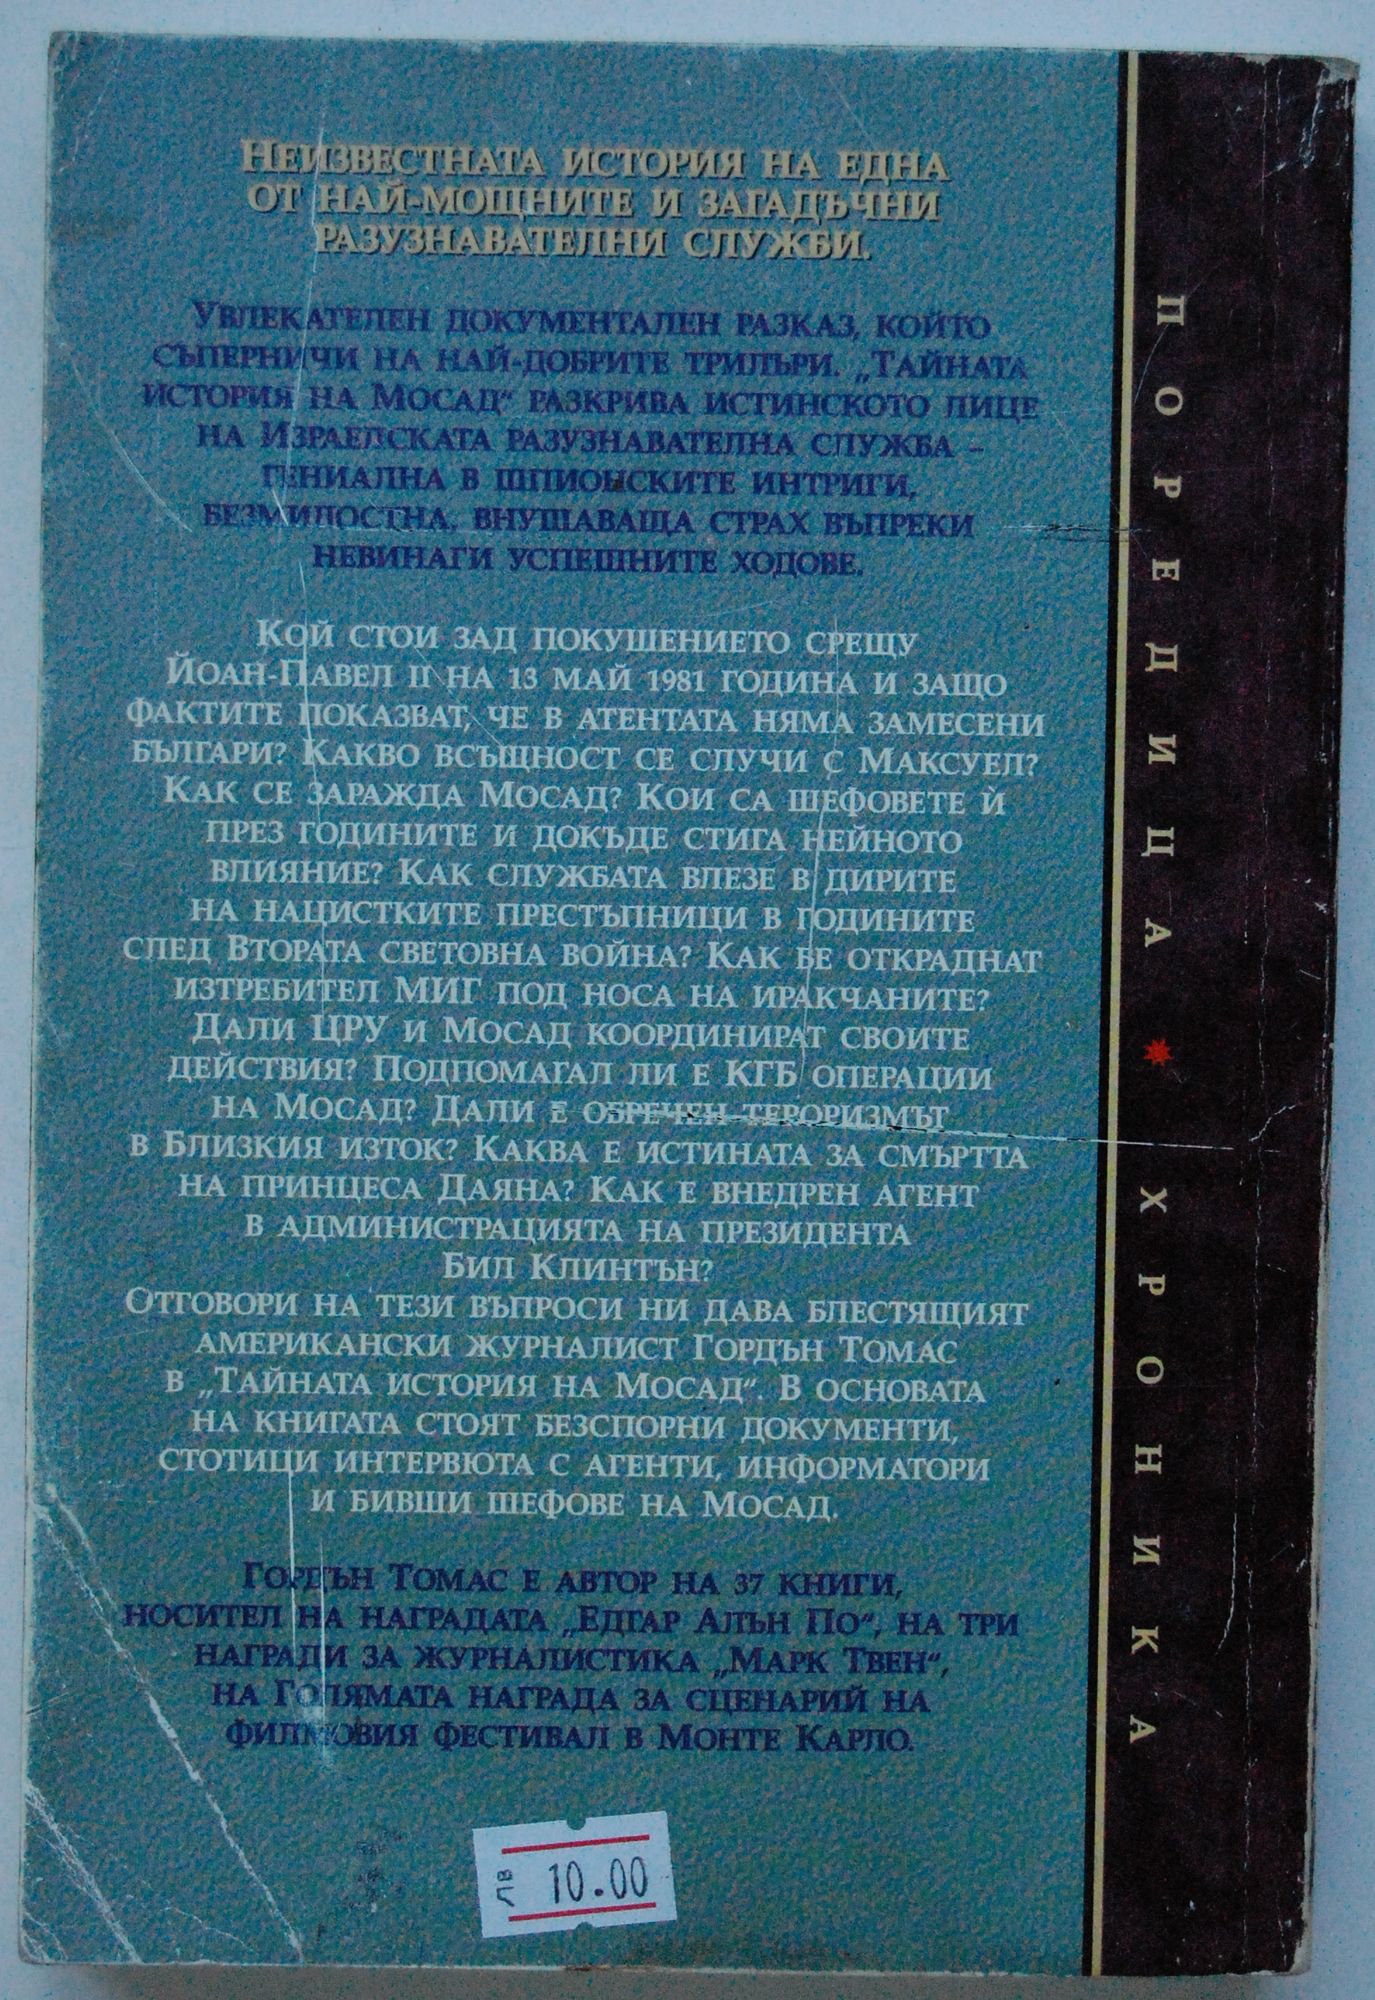 Неизвестната история на една
от най-мощните и загадъчни
разузнавателни служби.
Увлекателен документален разказ, който
съперничи на най-добрите трилъри. „Тайната
история на Мосад“ разкрива истинското лице
на Израелската разузнавателна служба –
гениална в шпионските интриги,
безмилостна, внушаваща страх въпреки
невинаги успешните ходове.
Кой стои зад покушението срещу
Йоан-Павел II на 13 май 1981 година и защо
фактите показват, че в атентата няма замесени
българи? Какво всъщност се случи с Максуел?
Как се заражда Мосад? Кои са шефовете ѝ
през годините и докъде стига нейното
влияние? Как службата влезе в дирите
на нацистките престъпници в годините
след Втората световна война? Как бе откраднат
изтребител МИГ под носа на иракчаните?
Дали ЦРУ и Мосад координират своите
действия? Подпомагал ли е КГБ операции
на Мосад? Дали е обречен тероризмът
в Близкия изток? Каква е истината за смъртта
на принцеса Даяна? Как е внедрен агент
в администрацията на президента
Бил Клинтън?
Отговори на тези въпроси ни дава блестящият
американски журналист Гордън Томас
в „Тайната история на Мосад“. В основата
на книгата стоят безспорни документи,
стотици интервюта с агенти, информатори
и бивши шефове на Мосад.
Гордън Томас е автор на 37 книги,
носител на наградата „Едгар Алън По“, на три
награди за журналистика „Марк Твен“,
на Голямата награда за сценарий на
филмовия фестивал в Монте Карло.
лв 10.00
ПОРЕДИЦА * ХРОНИКА